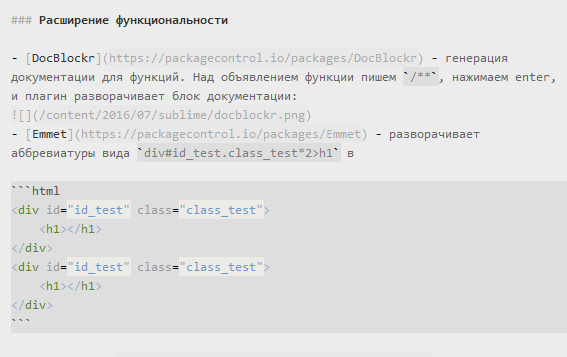 ### Расширение функциональности
- [DocBlockr](https://packagecontrol.io/packages/DocBlockr) - генерация
документации для функций. Над объявлением функции пишем `/**`, нажимаем enter,
и плагин разворачивает блок документации:
![](/content/2016/07/sublime/docblockr.png)
- [Emmet](https://packagecontrol.io/packages/Emmet) - разворачивает
аббревиатуры вида `div#id_test.class_test*2>h1` в
```html
<div id="id_test" class="class_test">
    <h1></h1>
</div>
<div id="id_test" class="class_test">
    <h1></h1>
</div>
```